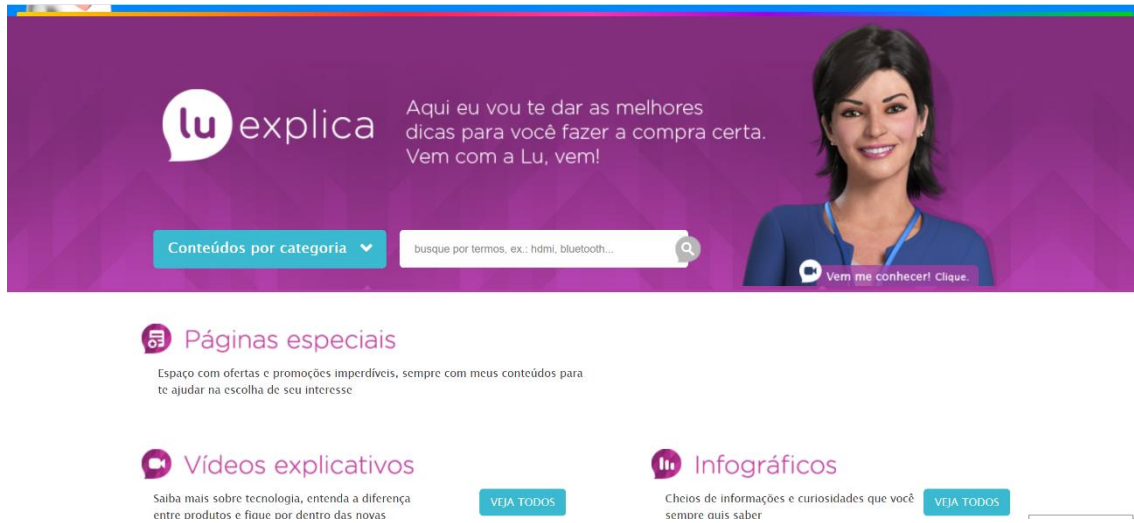 lu explica
Aqui eu vou te dar as melhores
dicas para você fazer a compra certa.
Vem com a Lu, vem!
Conteúdos por categoria
busque por termos, ex.: hdmi, bluetooth...
Vem me conhecer! Clique.
Páginas especiais
Espaço com ofertas e promoções imperdíveis, sempre com meus conteúdos para
te ajudar na escolha de seu interesse
Vídeos explicativos
Saiba mais sobre tecnologia, entenda a diferença
entre produtos e fique por dentro das novas
VEJA TODOS
Infográficos
Cheios de informações e curiosidades que você
sempre quis saber
VEJA TODOS